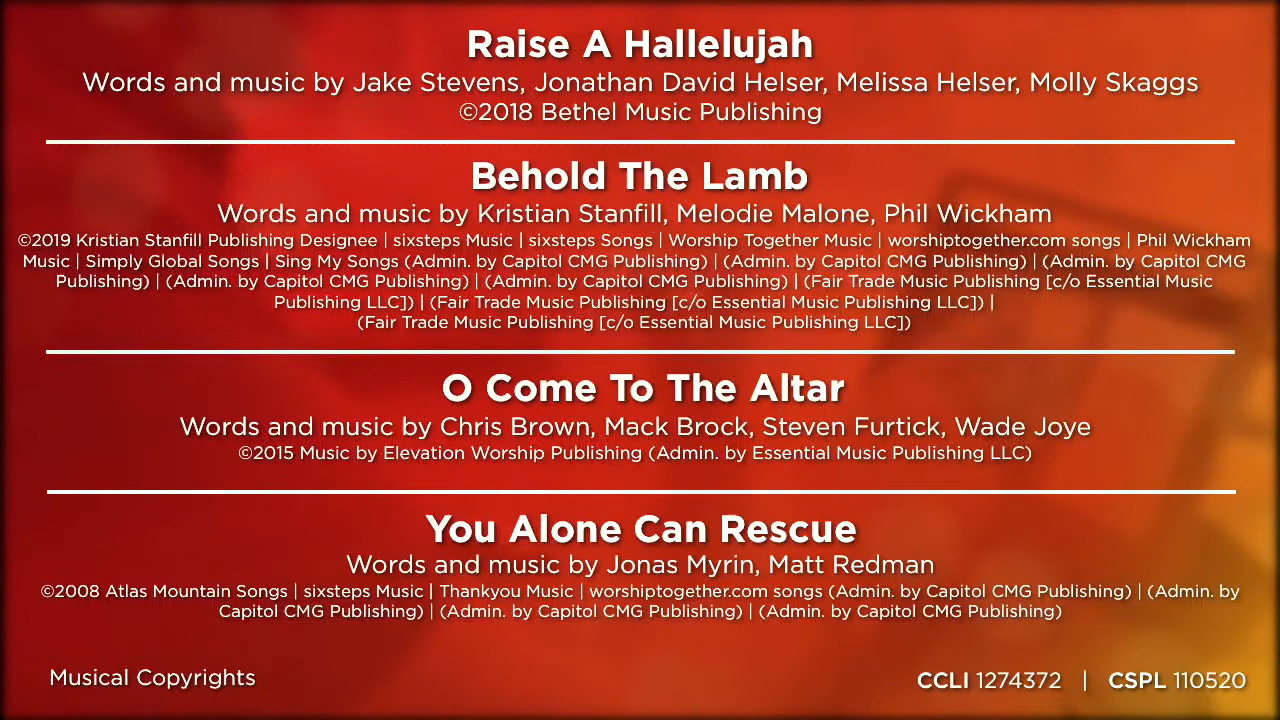 Raise A Hallelujah
Words and music by Jake Stevens, Jonathan David Helser, Melissa Helser, Molly Skaggs
©2018 Bethel Music Publishing
Behold The Lamb
Words and music by Kristian Stanfill, Melodie Malone, Phil Wickham
©2019 Kristian Stanfill Publishing Designee | sixsteps Music | sixsteps Songs | Worship Together Music | worshiptogether.com songs | Phil Wickham
Music | Simply Global Songs | Sing My Songs (Admin. by Capitol CMG Publishing) | (Admin. by Capitol CMG Publishing) | (Admin. by Capitol CMG
Publishing) | (Admin. by Capitol CMG Publishing) | (Admin. by Capitol CMG Publishing) | (Fair Trade Music Publishing [c/o Essential Music
Publishing LLC]) | (Fair Trade Music Publishing [c/o Essential Music Publishing LLC]) |
(Fair Trade Music Publishing [c/o Essential Music Publishing LLC])
O Come To The Altar
Words and music by Chris Brown, Mack Brock, Steven Furtick, Wade Joye
©2015 Music by Elevation Worship Publishing (Admin. by Essential Music Publishing LLC)
You Alone Can Rescue
Words and music by Jonas Myrin, Matt Redman
©2008 Atlas Mountain Songs | sixsteps Music | Thankyou Music | worshiptogether.com songs (Admin. by Capitol CMG Publishing) | (Admin. by
Capitol CMG Publishing) | (Admin. by Capitol CMG Publishing) | (Admin. by Capitol CMG Publishing)
Musical Copyrights
CCLI 1274372 | CSPL 110520